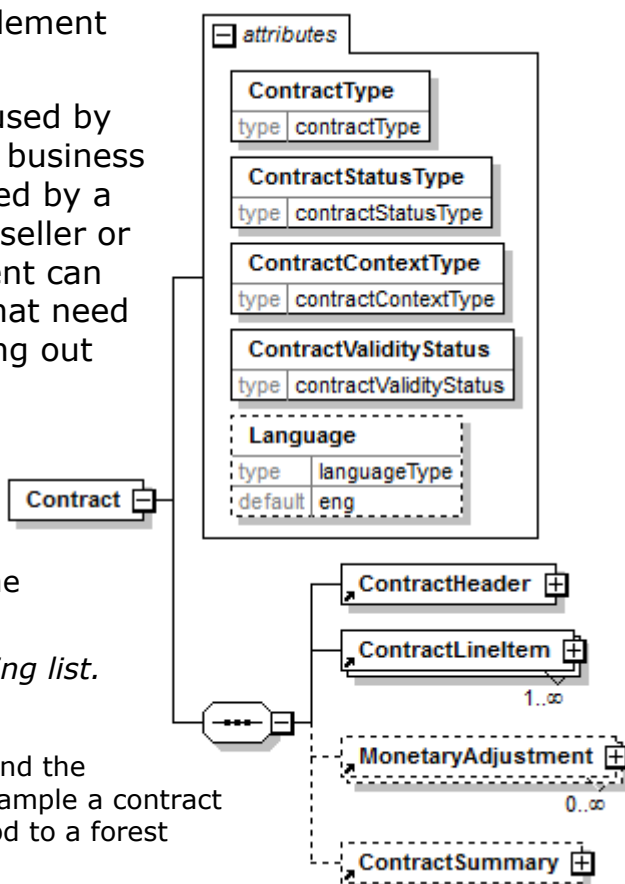 lement
used by
business
ed by a
seller or
ent can
hat need
ng out
ne
ing list.
nd the
ample a contract
od to a forest
attributes
ContractType
type contractType
ContractStatusType
type contractStatusType
ContractContextType
type contractContextType
ContractValidityStatus
type contractValidityStatus
Language
type languageType
default eng
Contract
ContractHeader
ContractLineItem
1..∞
MonetaryAdjustment
0..∞
ContractSummary